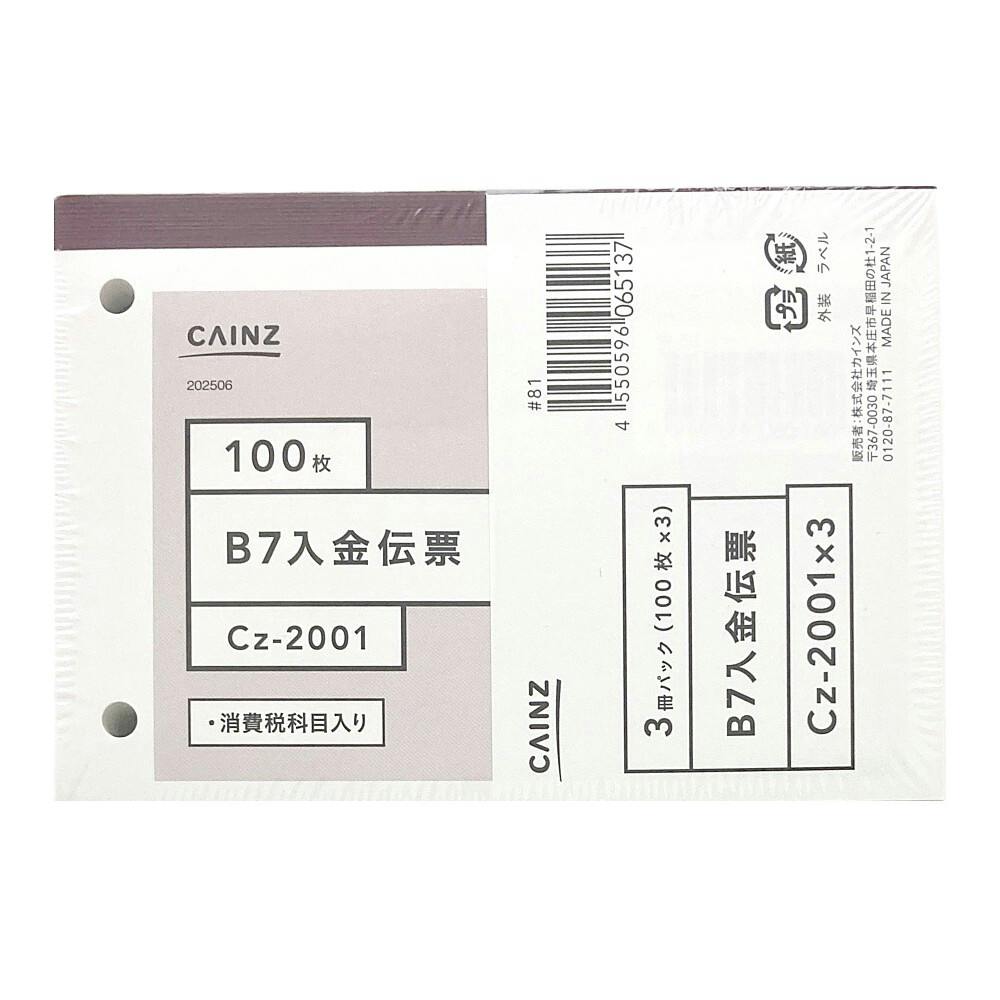 CAINZ
202506
100枚
B7入金伝票
Cz-2001
・消費税科目入り
#81
4 550596 065137
プラ
外装
紙
ラベル
販売者:株式会社カインズ
〒367-0030 埼玉県本庄市早稲田の杜1-2-1
0120-87-7111 MADE IN JAPAN
CAINZ
3冊パック(100枚×3)
B7入金伝票
Cz-2001×3